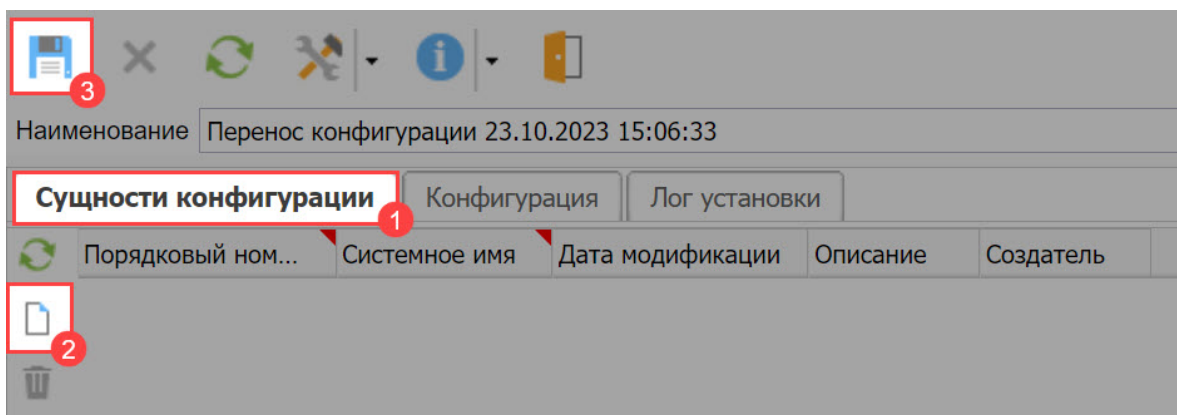 3
Наименование Перенос конфигурации 23.10.2023 15:06:33
Сущности конфигурации 1 Конфигурация Лог установки
Порядковый ном... Системное имя Дата модификации Описание Создатель
2